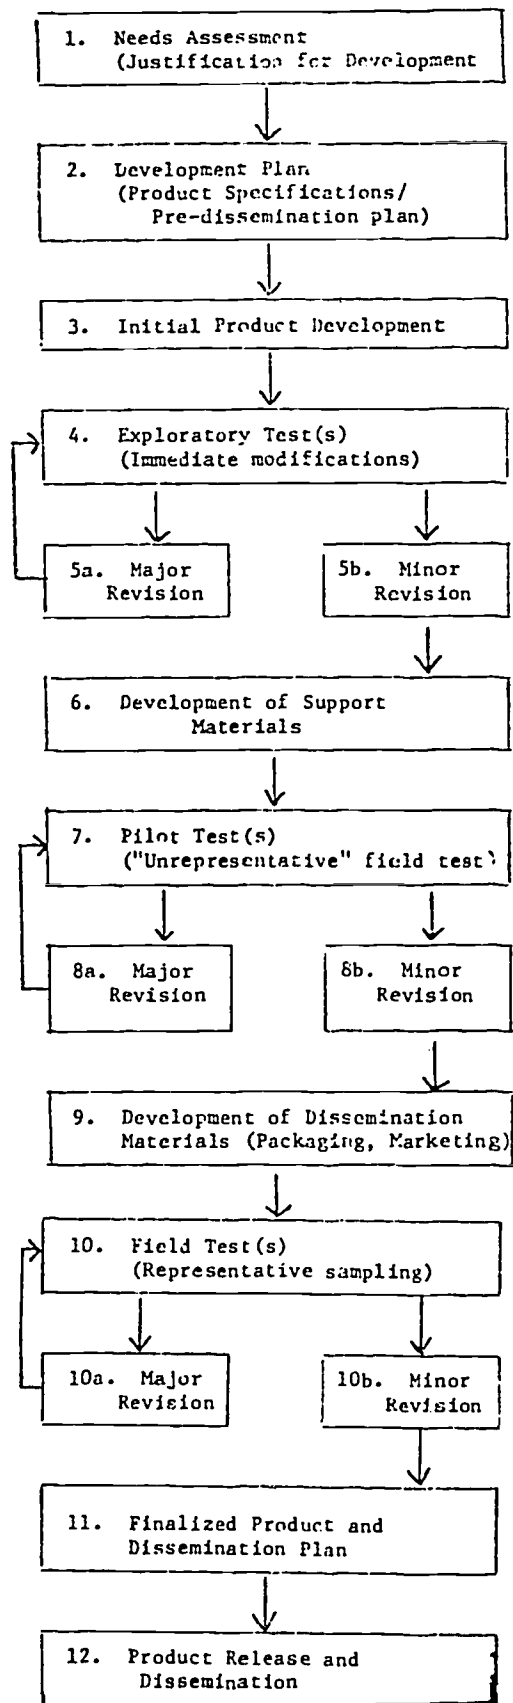 1. Needs Assessment
(Justification for Development
2. Development Plan
(Product Specifications/
Pre-dissemination plan)
3. Initial Product Development
4. Exploratory Test(s)
(Immediate modifications)
5a. Major
Revision
5b. Minor
Revision
6. Development of Support
Materials
7. Pilot Test(s)
("Unrepresentative" field test)
8a. Major
Revision
8b. Minor
Revision
9. Development of Dissemination
Materials (Packaging, Marketing)
10. Field Test(s)
(Representative sampling)
10a. Major
Revision
10b. Minor
Revision
11. Finalized Product and
Dissemination Plan
12. Product Release and
Dissemination